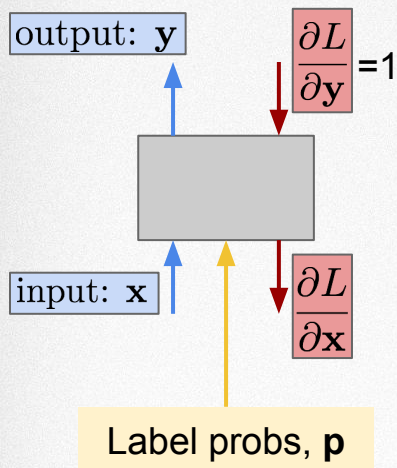 output: y
∂L/∂y =1
input: x
∂L/∂x
Label probs, p